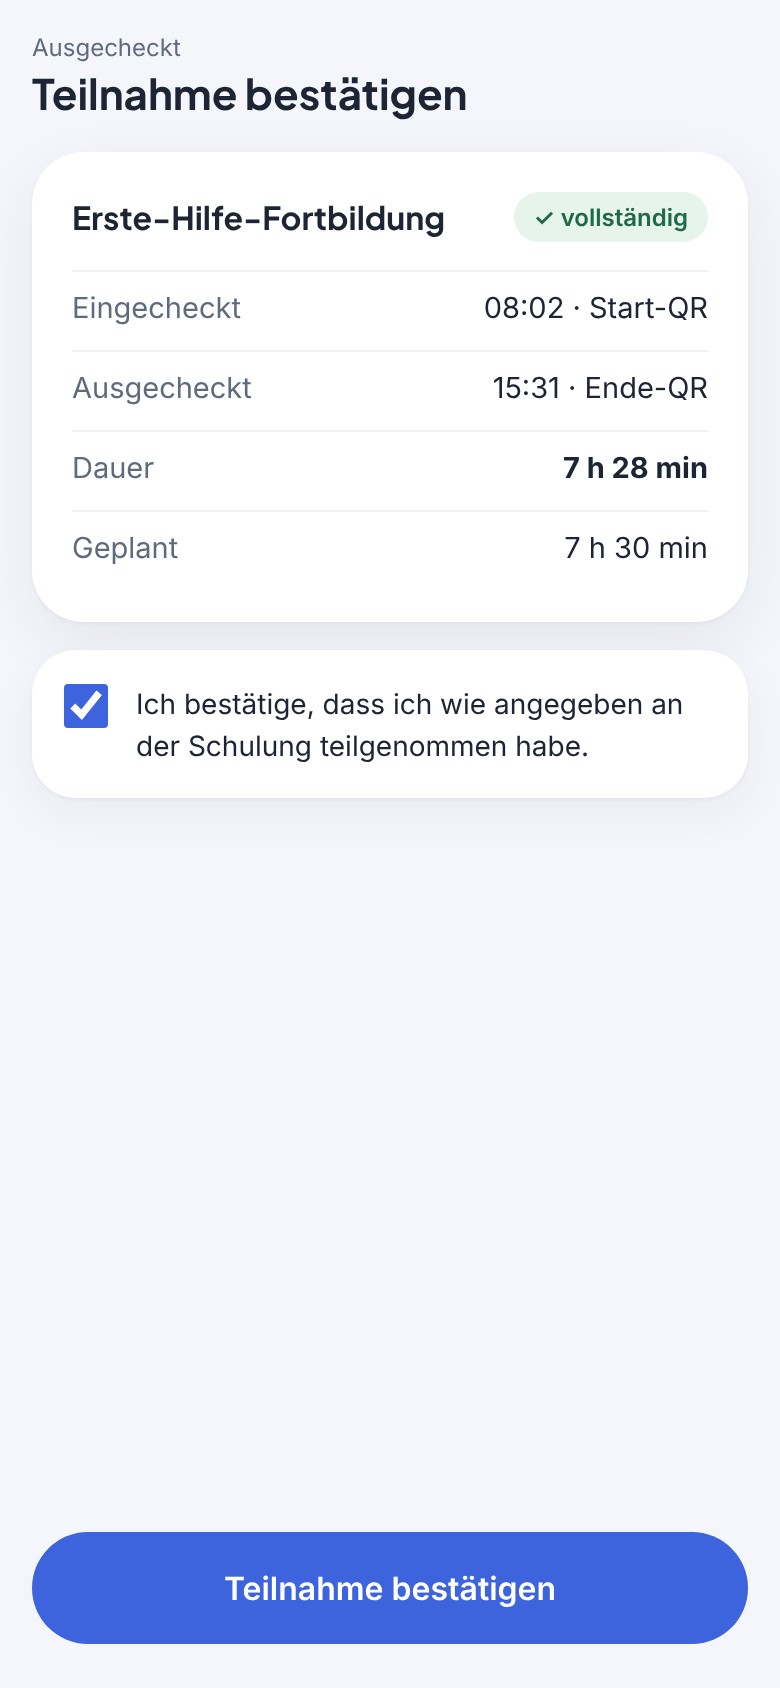 Ausgecheckt
Teilnahme bestätigen
Erste-Hilfe-Fortbildung
✓ vollständig
Eingecheckt 08:02 · Start-QR
Ausgecheckt 15:31 · Ende-QR
Dauer 7 h 28 min
Geplant 7 h 30 min
Ich bestätige, dass ich wie angegeben an
der Schulung teilgenommen habe.
Teilnahme bestätigen